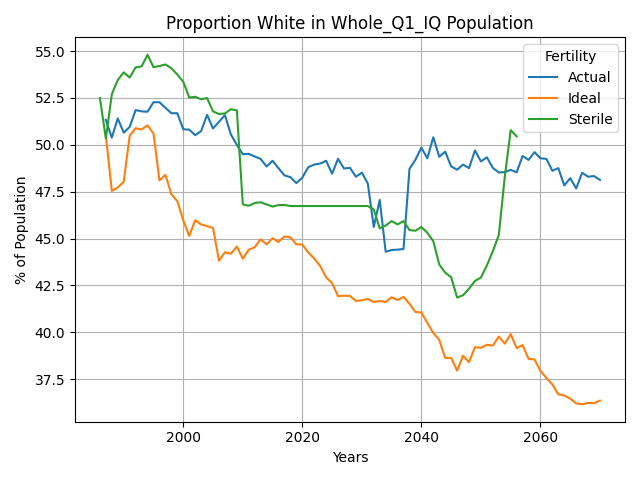 Proportion White in Whole_Q1_IQ Population
Fertility
Actual
Ideal
Sterile
% of Population
55.0
52.5
50.0
47.5
45.0
42.5
40.0
37.5
2000
2020
2040
2060
Years